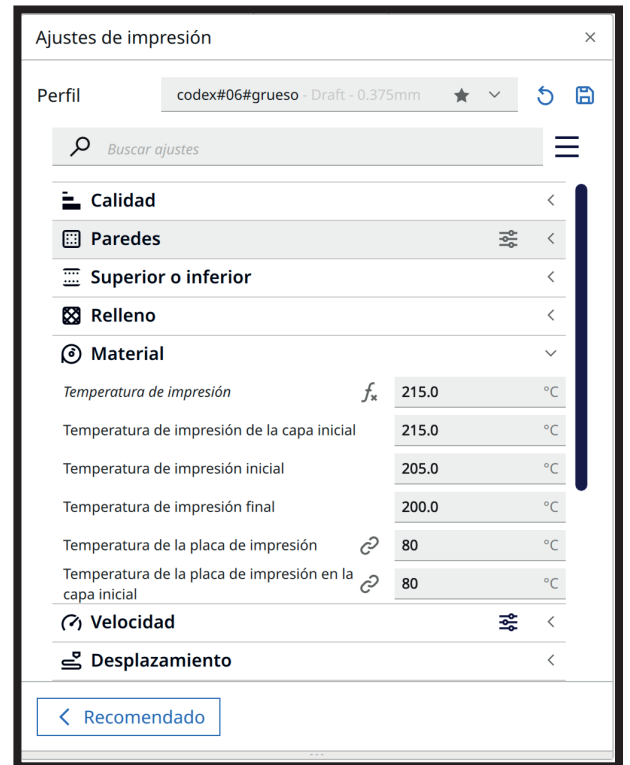 Ajustes de impresión
Perfil codex#06#grueso - Draft - 0.375mm
Buscar ajustes
Calidad
Paredes
Superior o inferior
Relleno
Material
Temperatura de impresión 215.0 °C
Temperatura de impresión de la capa inicial 215.0 °C
Temperatura de impresión inicial 205.0 °C
Temperatura de impresión final 200.0 °C
Temperatura de la placa de impresión 80 °C
Temperatura de la placa de impresión en la
capa inicial 80 °C
Velocidad
Desplazamiento
Recomendado